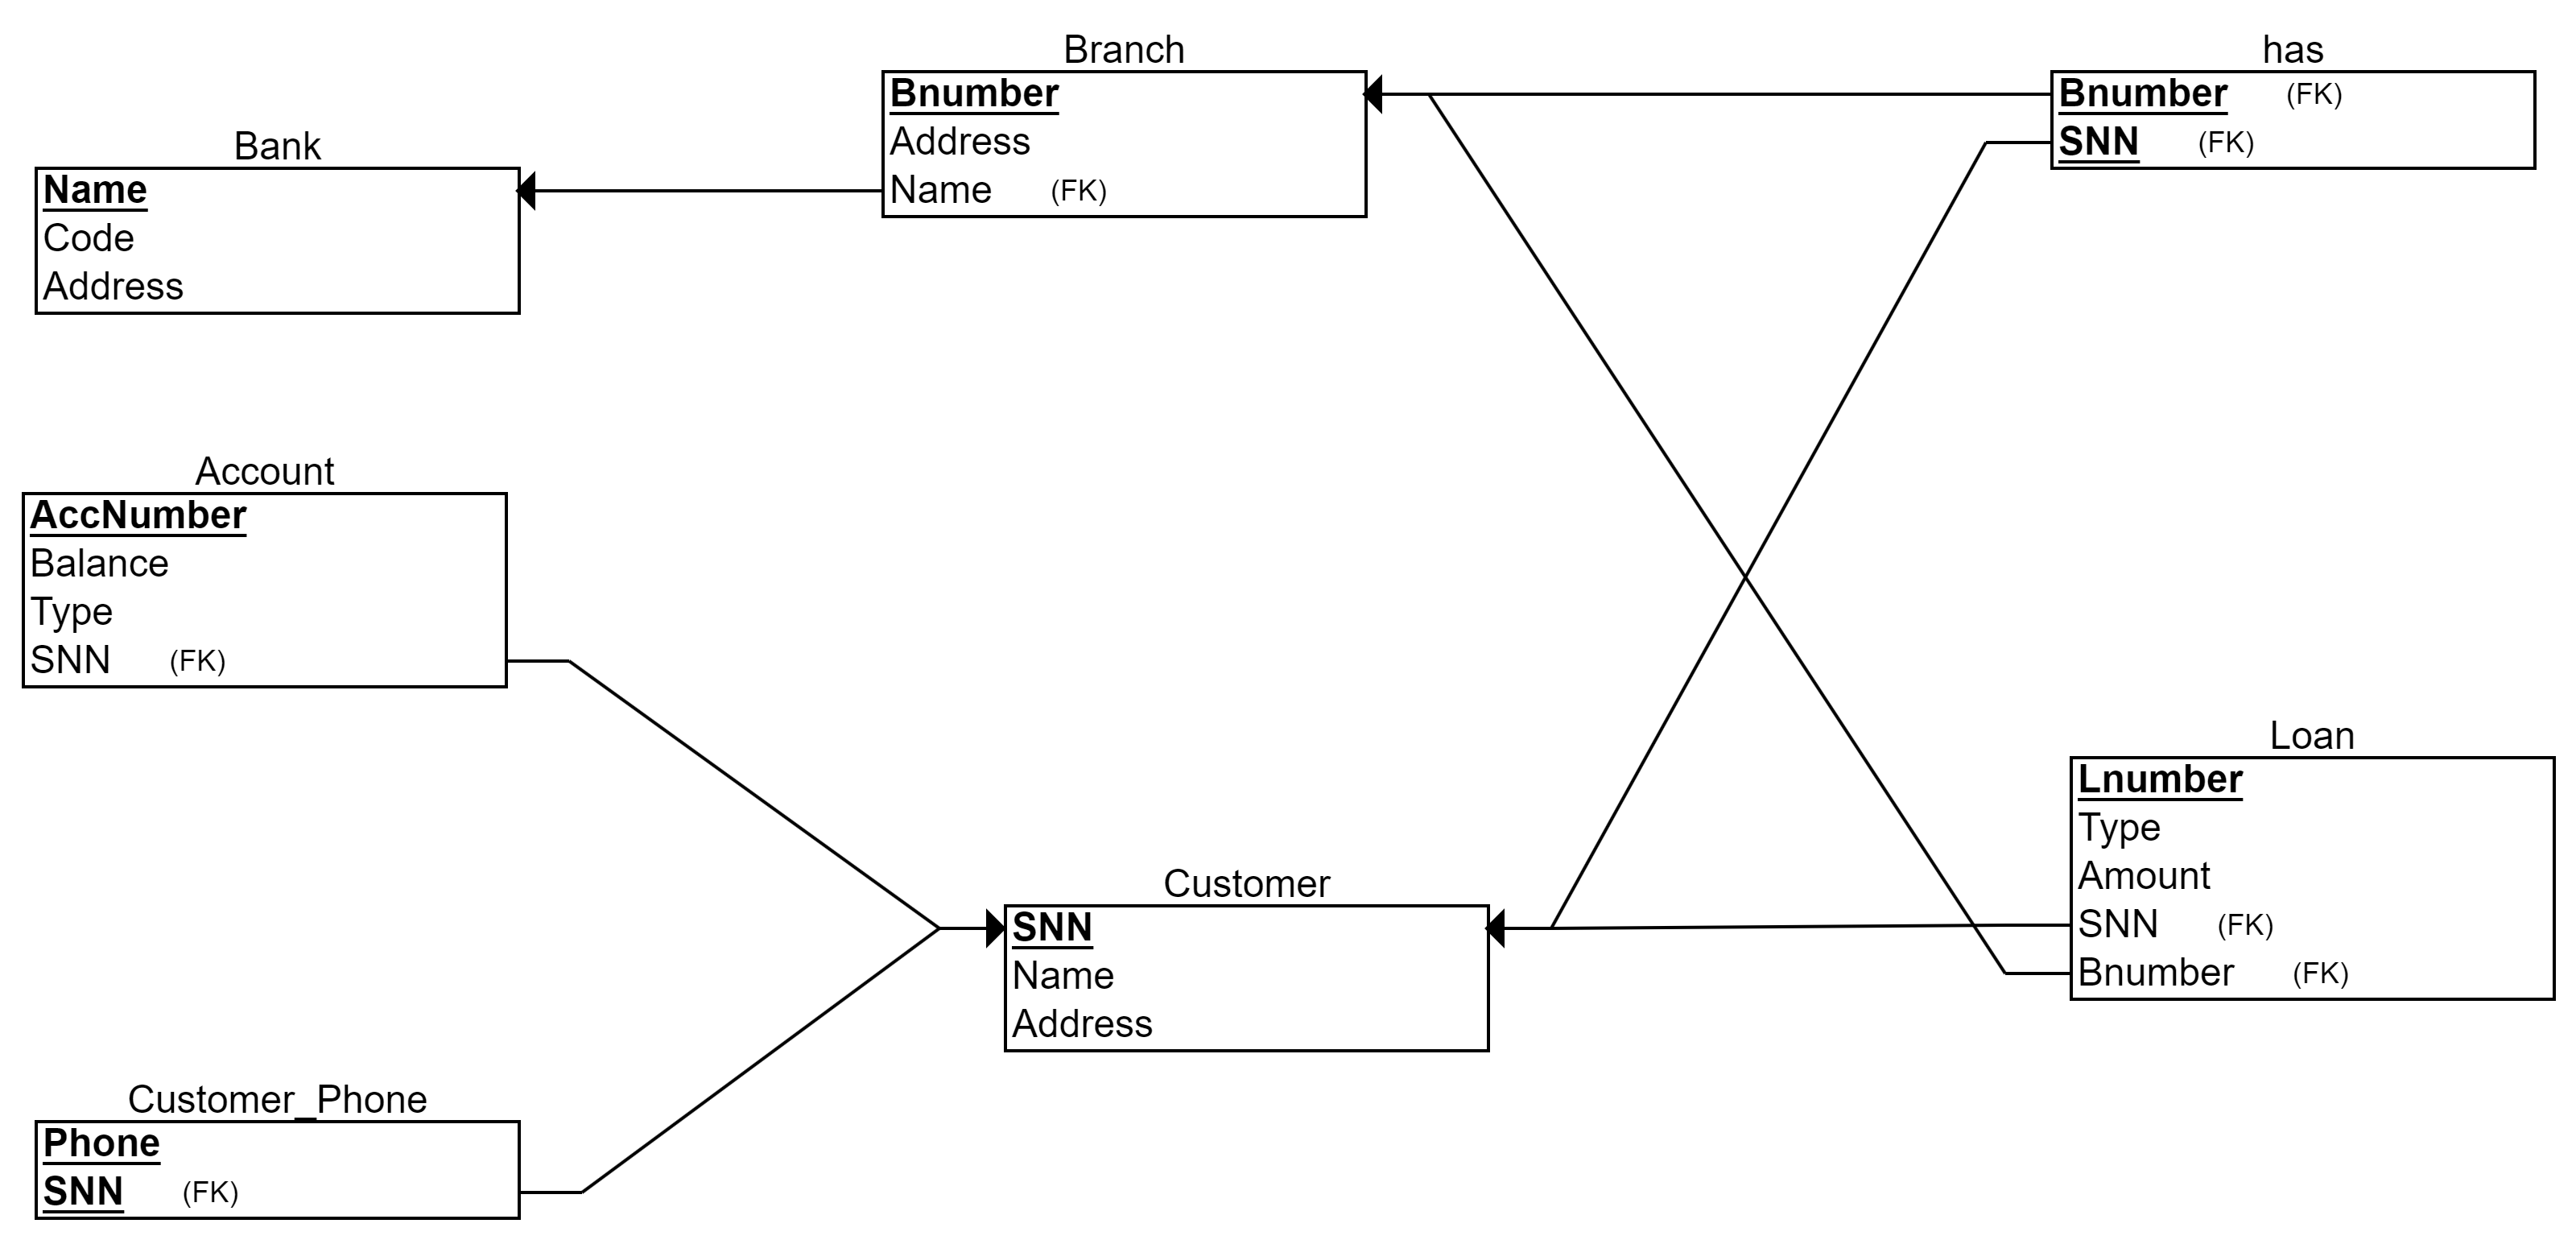 Bank
Name
Code
Address
Branch
Bnumber
Address
Name (FK)
has
Bnumber (FK)
SNN (FK)
Account
AccNumber
Balance
Type
SNN (FK)
Customer
SNN
Name
Address
Loan
Lnumber
Type
Amount
SNN (FK)
Bnumber (FK)
Customer_Phone
Phone
SNN (FK)